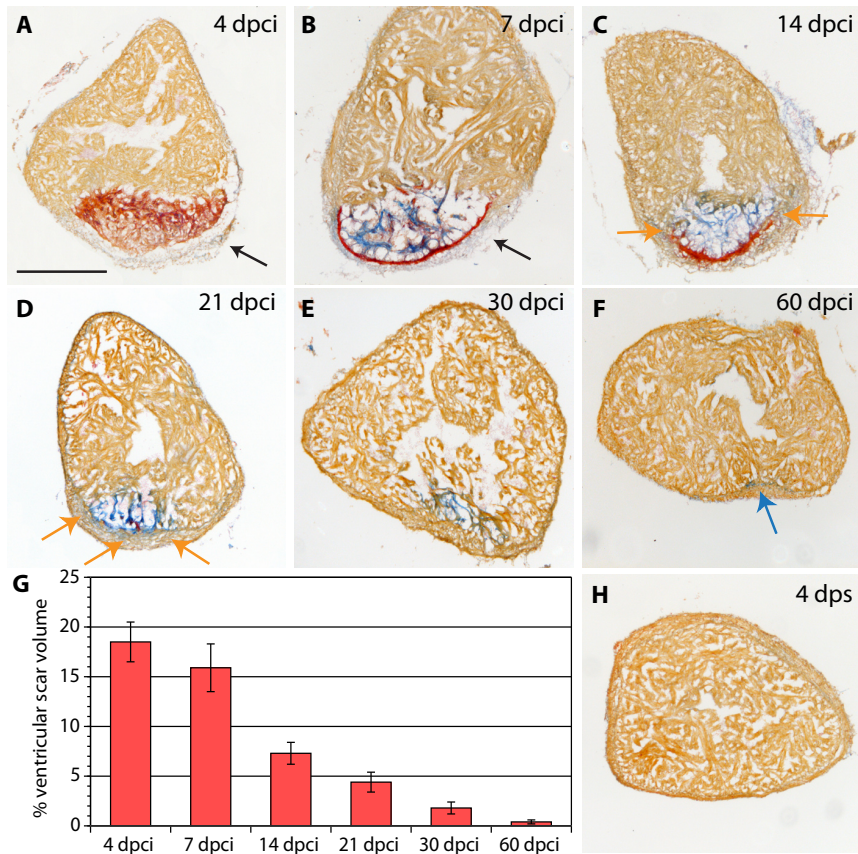 A 4 dpci
B 7 dpci
C 14 dpci
D 21 dpci
E 30 dpci
F 60 dpci
G
% ventricular scar volume
25
20
15
10
5
0
4 dpci 7 dpci 14 dpci 21 dpci 30 dpci 60 dpci
H 4 dps